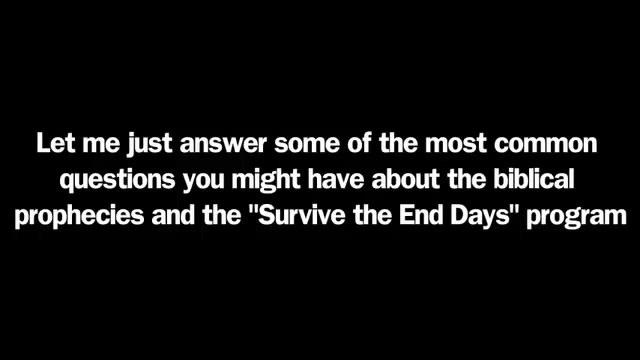 Let me just answer some of the most common
questions you might have about the biblical
prophecies and the "Survive the End Days" program